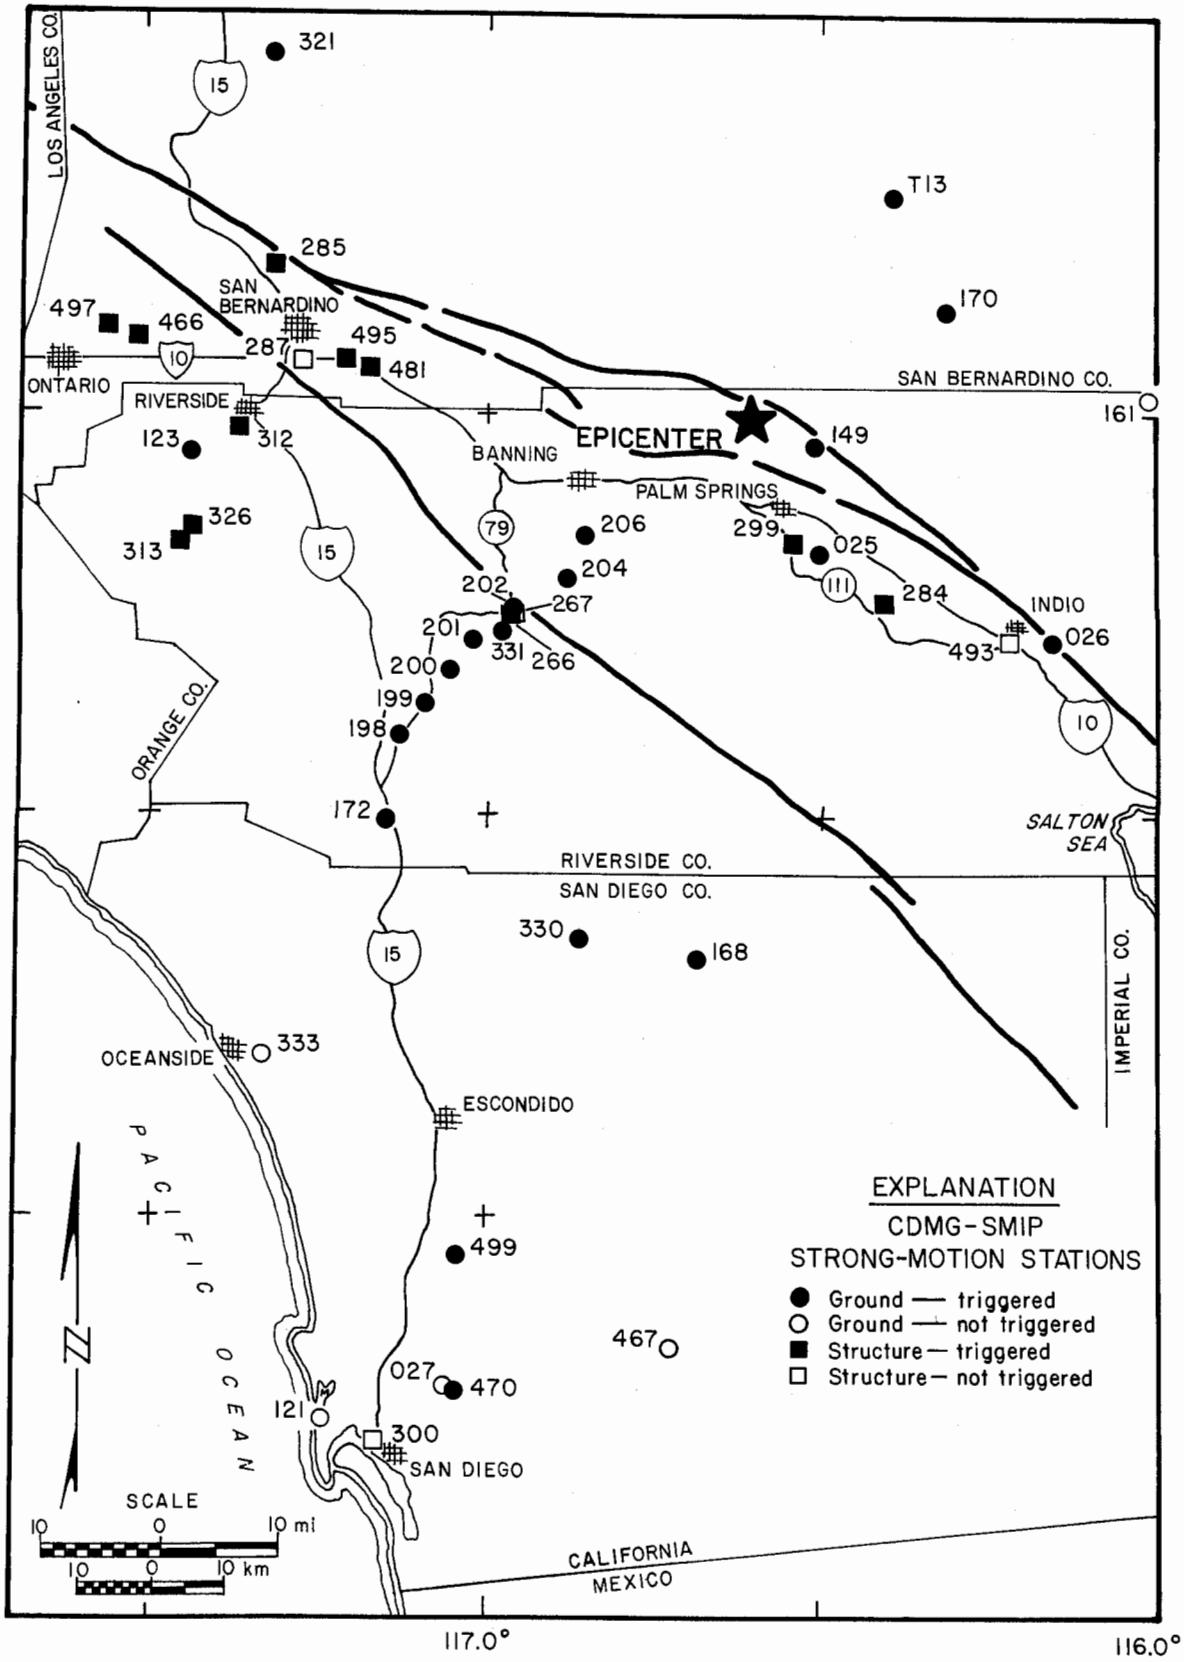 321
LOS ANGELES CO.
15
T13
285
170
SAN
BERNARDINO
497
466
495
287
481
10
ONTARIO
SAN BERNARDINO CO.
RIVERSIDE
161
123
312
EPICENTER
149
BANNING
PALM SPRINGS
326
313
79
206
299
025
15
204
111
202
267
284
INDIO
201
331
266
493
026
200
199
198
10
ORANGE CO.
172
SALTON
SEA
RIVERSIDE CO.
SAN DIEGO CO.
330
168
15
IMPERIAL CO.
333
OCEANSIDE
ESCONDIDO
PACIFIC OCEAN
EXPLANATION
CDMG-SMIP
STRONG-MOTION STATIONS
Ground — triggered
Ground — not triggered
Structure — triggered
Structure — not triggered
499
467
N
027
470
121
M
300
SAN DIEGO
SCALE
10 0 10 mi
10 0 10 km
CALIFORNIA
MEXICO
117.0°
116.0°